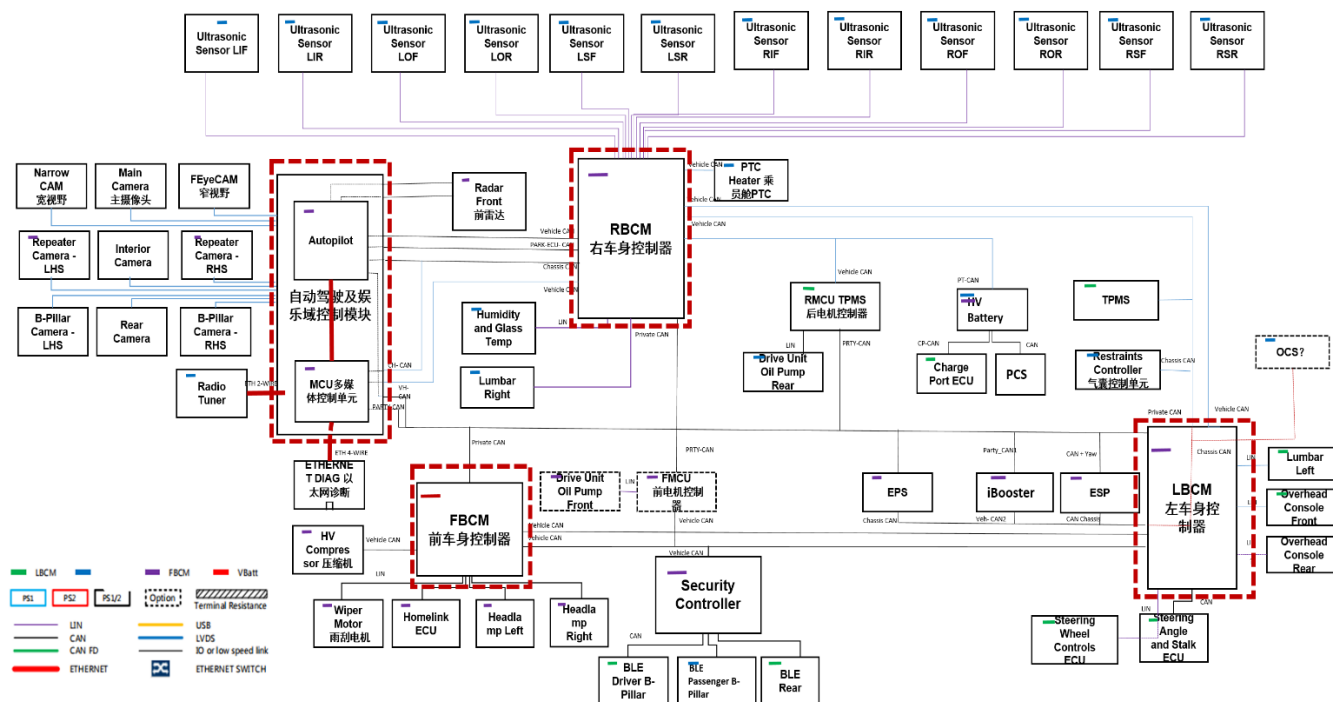 Ultrasonic
Sensor LIF
Ultrasonic
Sensor
LIR
Ultrasonic
Sensor
LOF
Ultrasonic
Sensor
LOR
Ultrasonic
Sensor
LSF
Ultrasonic
Sensor
LSR
Ultrasonic
Sensor
RIF
Ultrasonic
Sensor
RIR
Ultrasonic
Sensor
ROF
Ultrasonic
Sensor
ROR
Ultrasonic
Sensor
RSF
Ultrasonic
Sensor
RSR
Narrow
CAM
宽视野
Main
Camera
主摄像头
FEyeCAM
窄视野
Repeater
Camera -
LHS
Interior
Camera
Repeater
Camera -
RHS
B-Pillar
Camera -
LHS
Rear
Camera
B-Pillar
Camera -
RHS
Radio
Tuner
ETH 2-WIRE
Autopilot
自动驾驶及娱
乐域控制模块
MCU多媒
体控制单元
ETH 4-WIRE
ETHERNE
T DIAG 以
太网诊断
口
Radar
Front
前雷达
Vehicle CAN
PARK-ECU- CAN
Chassis CAN
Vehicle CAN
CH- CAN
VH-
CAN
PARTY-CAN
RBCM
右车身控制器
Vehicle CAN
PTC
Heater 乘
员舱PTC
Vehicle CAN
Vehicle CAN
Humidity
and Glass
Temp
LIN
Private CAN
Lumbar
Right
Vehicle CAN
RMCU TPMS
后电机控制器
LIN
PRTY-CAN
Drive Unit
Oil Pump
Rear
PT-CAN
HV
Battery
CP-CAN
CAN
Charge
Port ECU
PCS
TPMS
Restraints
Controller
气囊控制单元
Chassis CAN
OCS?
Private CAN
Vehicle CAN
Chassis CAN
LBCM
左车身控
制器
LIN
Lumbar
Left
Overhead
Console
Front
Overhead
Console
Rear
LIN
CAN
Steering
Wheel
Controls
ECU
Steering
Angle
and Stalk
ECU
Private CAN
PRTY-CAN
FBCM
前车身控制器
Drive Unit
Oil Pump
Front
LIN
FMCU
前电机控制
器
Vehicle CAN
EPS
Chassis CAN
Party_CAN1
iBooster
Veh- CAN2
CAN + Yaw
ESP
CAN Chassis
Vehicle CAN
Vehicle CAN
HV
Compres
sor 压缩机
Vehicle CAN
LIN
Wiper
Motor
雨刮电机
Homelink
ECU
Headla
mp Left
Headla
mp
Right
Vehicle CAN
Security
Controller
CAN
BLE
Driver B-
Pillar
BLE
Passenger B-
Pillar
BLE
Rear
LBCM
FBCM
VBatt
PS1
PS2
PS1/2
Option
Terminal Resistance
LIN
USB
CAN
LVDS
CAN FD
IO or low speed link
ETHERNET
ETHERNET SWITCH